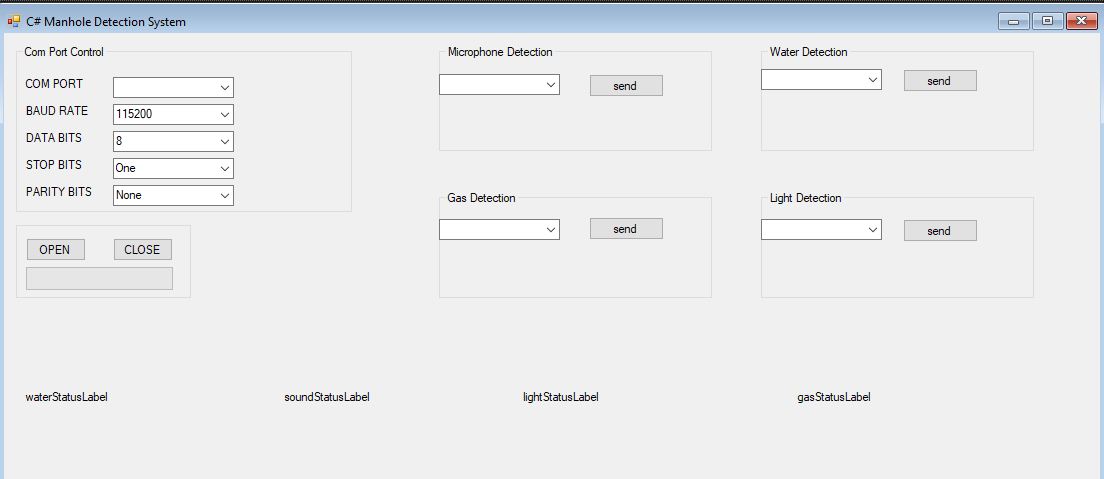 C# Manhole Detection System
Com Port Control
COM PORT
BAUD RATE 115200
DATA BITS 8
STOP BITS One
PARITY BITS None
OPEN CLOSE
Microphone Detection
send
Water Detection
send
Gas Detection
send
Light Detection
send
waterStatusLabel soundStatusLabel lightStatusLabel gasStatusLabel